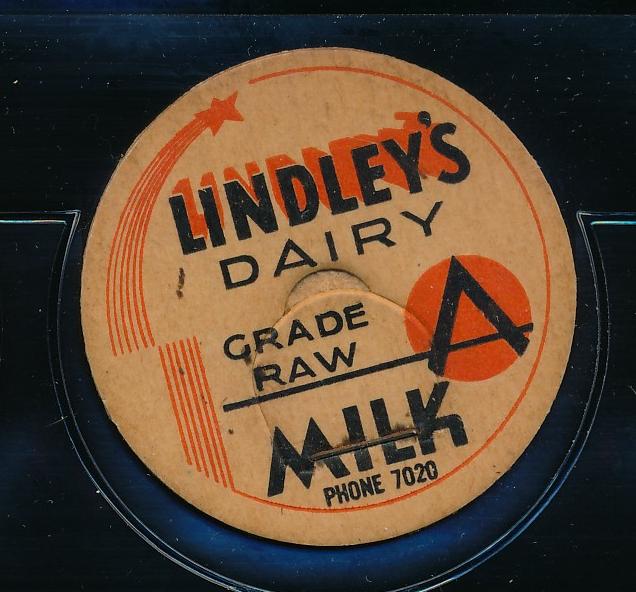 LINDLEY'S
DAIRY
GRADE A
RAW
MILK
PHONE 7020